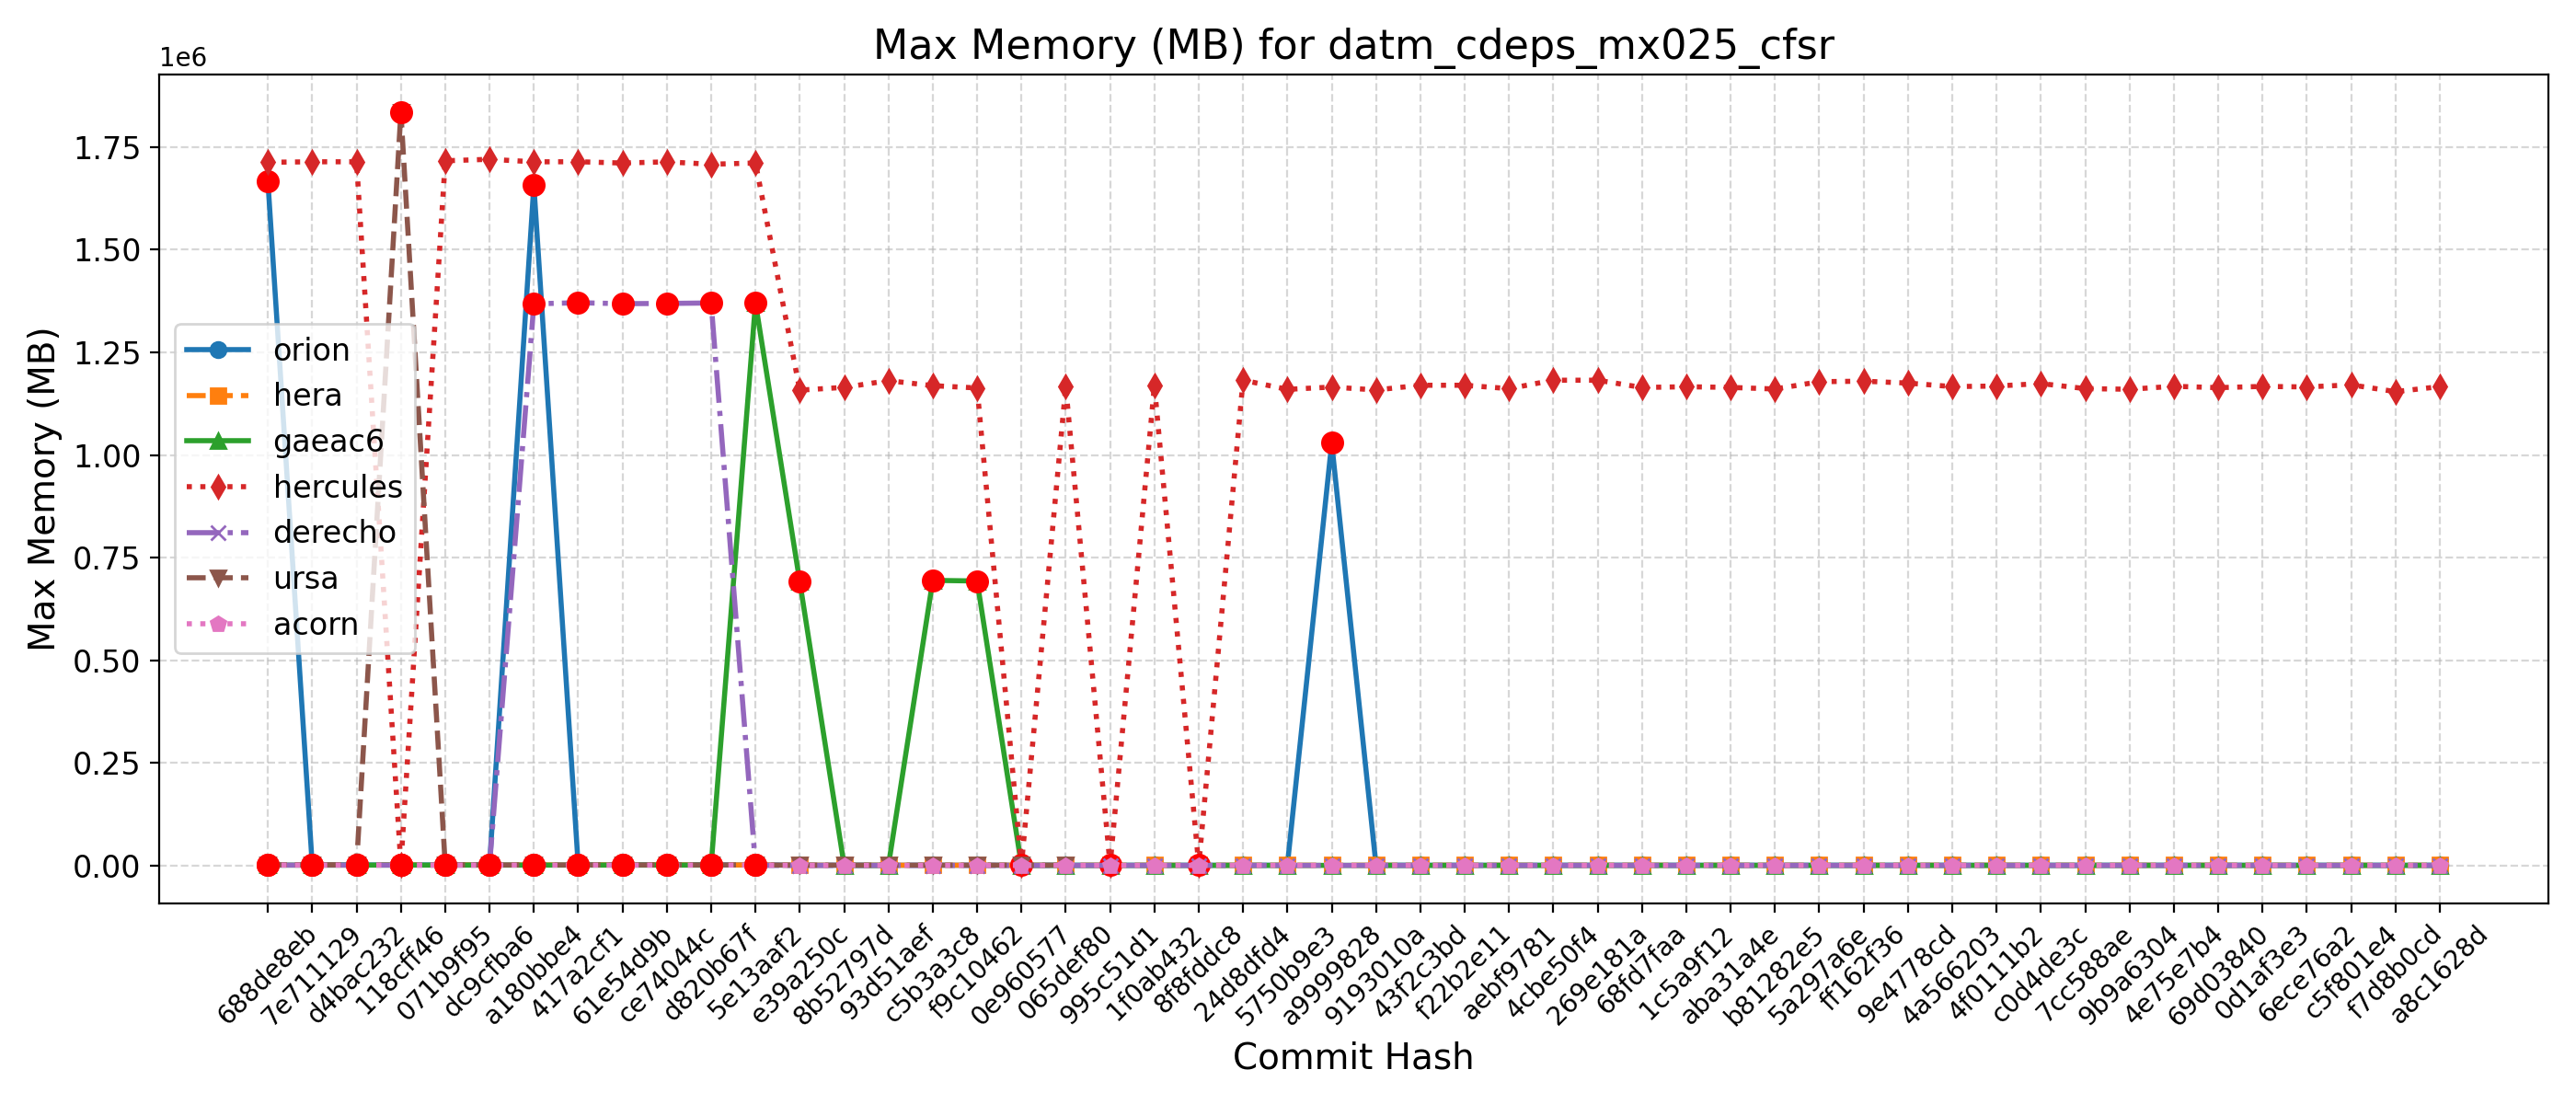 Max Memory (MB) for datm_cdeps_mx025_cfsr
1e6
1.75
1.50
1.25
1.00
0.75
0.50
0.25
0.00
Max Memory (MB)
orion
hera
gaeac6
hercules
derecho
ursa
acorn
688de8eb
7e711129
d4bac232
118cff46
071b9f95
dc9cfba6
a180bbe4
417a2cf1
61e54d9b
ce74044c
d820b67f
5e13aaf2
e39a250c
8b52797d
93d51aef
c5b3a3c8
f9c10462
0e960577
065def80
995c51d1
1f0ab432
8f8fddc8
24d8dfd4
5750b9e3
a9999828
9193010a
43f2c3bd
f22b2e11
aebf9781
4cbe50f4
269e181a
68fd7faa
1c5a9f12
aba31a4e
b81282e5
5a297a6e
ff162f36
9e4778cd
4a566203
4f0111b2
c0d4de3c
7cc588ae
9b9a6304
4e75e7b4
69d03840
0d1af3e3
6ece76a2
c5f801e4
f7d8b0cd
a8c1628d
Commit Hash